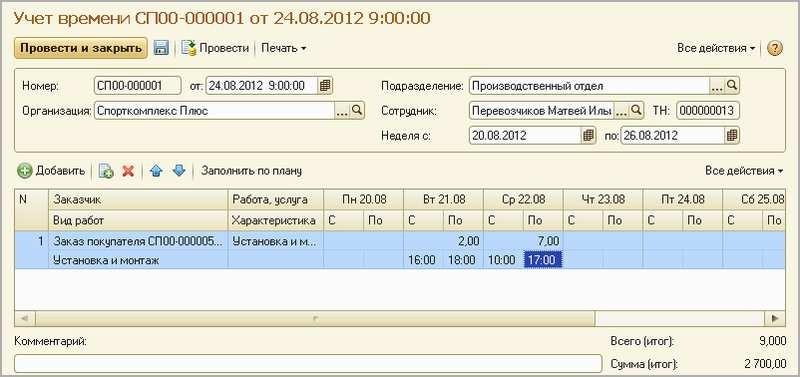 Учет времени СП00-000001 от 24.08.2012 9:00:00
Провести и закрыть Провести Печать Все действия ?
Номер: СП00-000001 от: 24.08.2012 9:00:00 Подразделение: Производственный отдел ...
Организация: Спорткомплекс Плюс ... Сотрудник: Перевозчиков Матвей Иль ... ТН: 000000013
Неделя с: 20.08.2012 по: 26.08.2012
Добавить Заполнить по плану Все действия
N Заказчик Работа, услуга Пн 20.08 Вт 21.08 Ср 22.08 Чт 23.08 Пт 24.08 Сб 25.08
Вид работ Характеристика С По С По С По С По С По С По
1 Заказ покупателя СП00-000005... Установка и м... 2,00 7,00
Установка и монтаж 16:00 18:00 10:00 17:00
Комментарий: Всего (итог): 9,000
Сумма (итог): 2 700,00